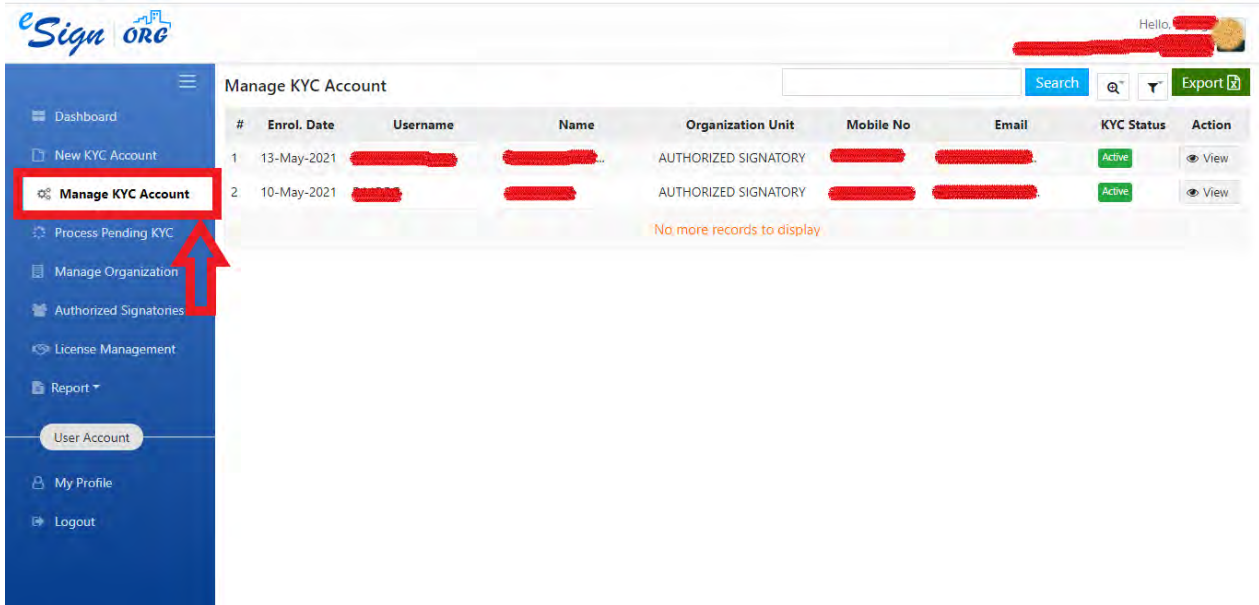 eSign ORG
Hello,
Manage KYC Account
Search
Export
Dashboard
New KYC Account
Manage KYC Account
Process Pending KYC
Manage Organization
Authorized Signatories
License Management
Report
User Account
My Profile
Logout
# Enrol. Date Username Name Organization Unit Mobile No Email KYC Status Action
1 13-May-2021 ... AUTHORIZED SIGNATORY . Active View
2 10-May-2021 AUTHORIZED SIGNATORY . Active View
No more records to display